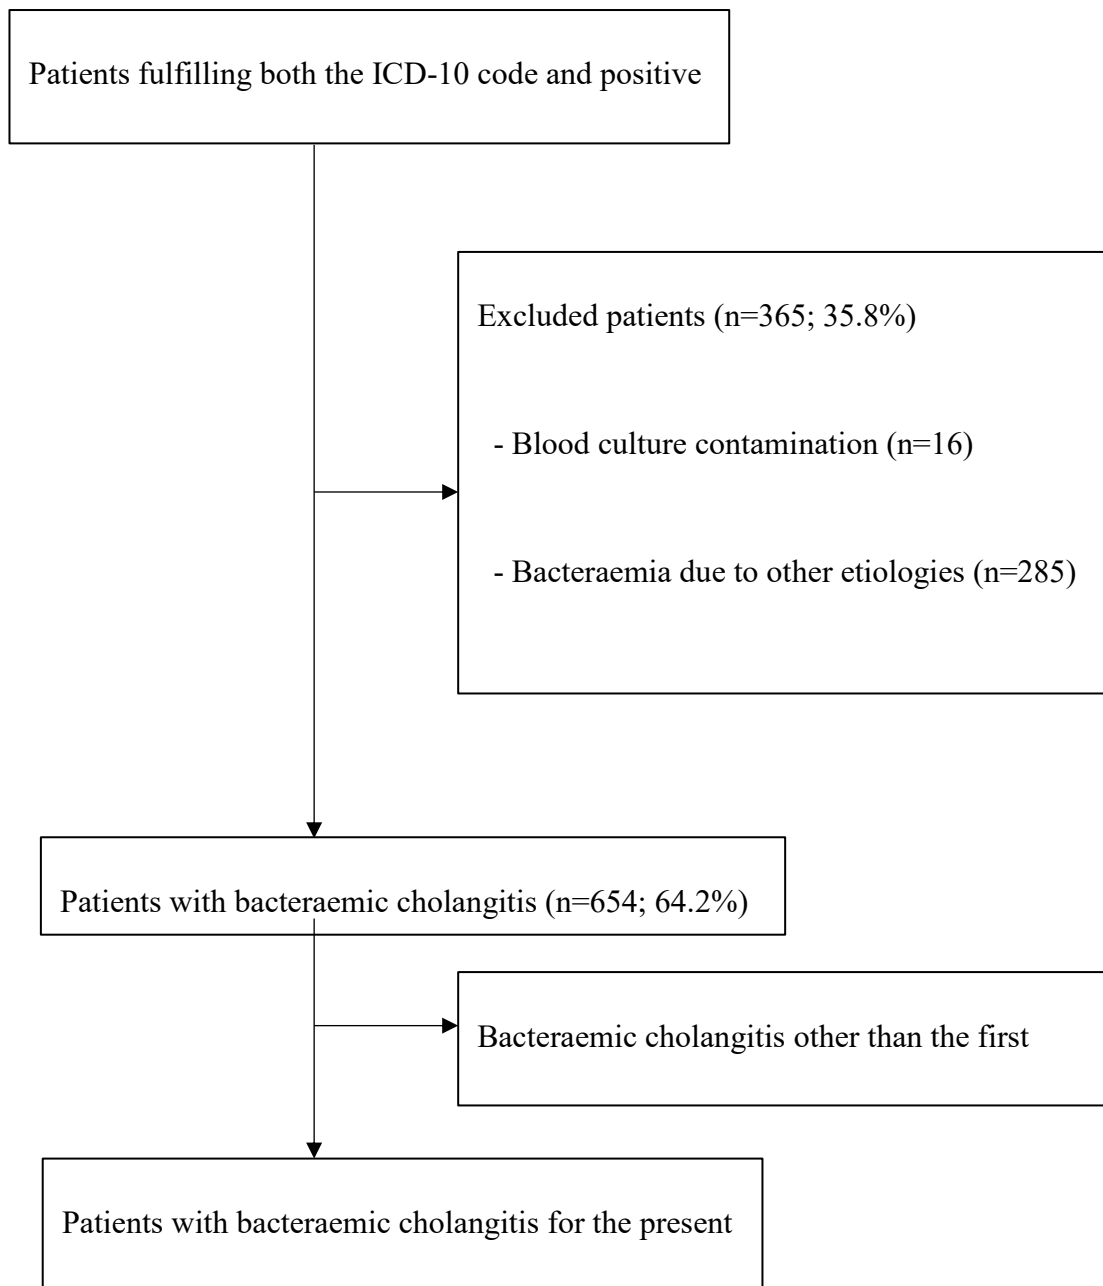 Patients fulfilling both the ICD-10 code and positive
Excluded patients (n=365; 35.8%)
- Blood culture contamination (n=16)
- Bacteraemia due to other etiologies (n=285)
Patients with bacteraemic cholangitis (n=654; 64.2%)
Bacteraemic cholangitis other than the first
Patients with bacteraemic cholangitis for the present